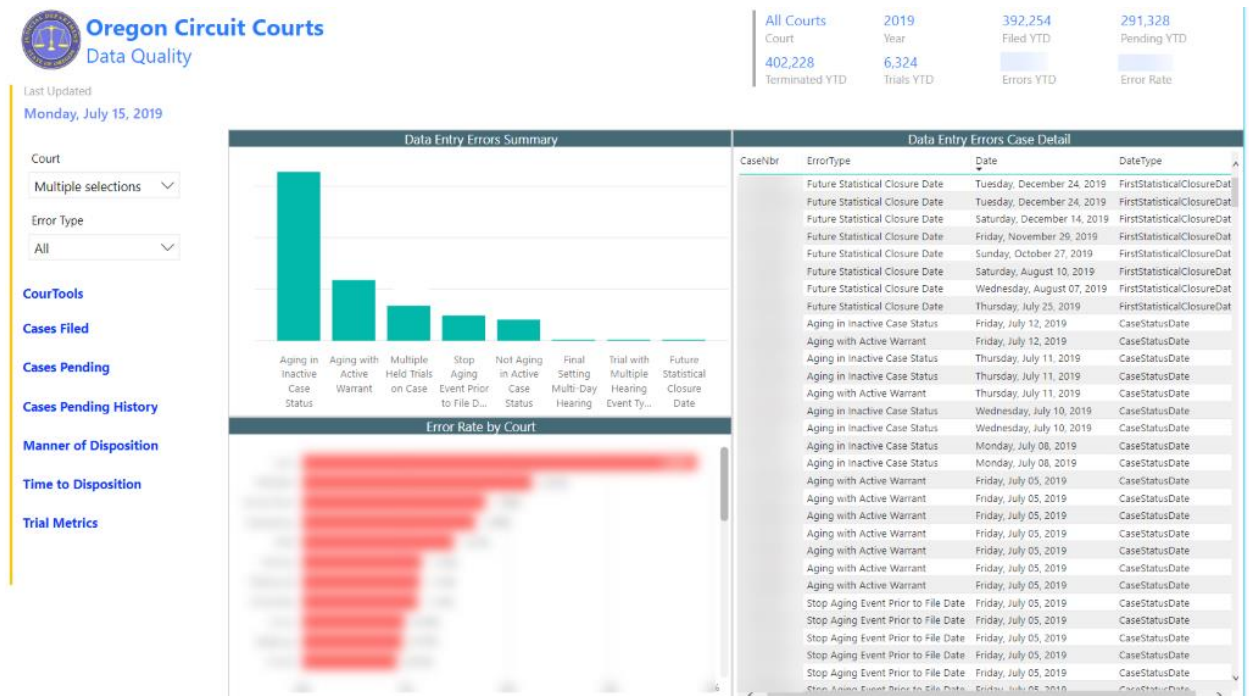 Oregon Circuit Courts
Data Quality
All Courts 2019 392,254 291,328
Court Year Filed YTD Pending YTD
402,228 6,324
Terminated YTD Trials YTD Errors YTD Error Rate
Last Updated
Monday, July 15, 2019
Court
Multiple selections
Error Type
All
CourTools
Cases Filed
Cases Pending
Cases Pending History
Manner of Disposition
Time to Disposition
Trial Metrics
Data Entry Errors Summary
Aging in Inactive Case Status
Aging with Active Warrant
Multiple Held Trials on Case
Stop Aging Event Prior to File D...
Not Aging in Active Case Status
Final Setting Multi-Day Hearing
Trial with Multiple Hearing Event Ty...
Future Statistical Closure Date
Error Rate by Court
Data Entry Errors Case Detail
CaseNbr ErrorType Date DateType
Future Statistical Closure Date Tuesday, December 24, 2019 FirstStatisticalClosureDat
Future Statistical Closure Date Tuesday, December 24, 2019 FirstStatisticalClosureDat
Future Statistical Closure Date Saturday, December 14, 2019 FirstStatisticalClosureDat
Future Statistical Closure Date Friday, November 29, 2019 FirstStatisticalClosureDat
Future Statistical Closure Date Sunday, October 27, 2019 FirstStatisticalClosureDat
Future Statistical Closure Date Saturday, August 10, 2019 FirstStatisticalClosureDat
Future Statistical Closure Date Wednesday, August 07, 2019 FirstStatisticalClosureDat
Future Statistical Closure Date Thursday, July 25, 2019 FirstStatisticalClosureDat
Aging in Inactive Case Status Friday, July 12, 2019 CaseStatusDate
Aging with Active Warrant Friday, July 12, 2019 CaseStatusDate
Aging in Inactive Case Status Thursday, July 11, 2019 CaseStatusDate
Aging in Inactive Case Status Thursday, July 11, 2019 CaseStatusDate
Aging with Active Warrant Thursday, July 11, 2019 CaseStatusDate
Aging in Inactive Case Status Wednesday, July 10, 2019 CaseStatusDate
Aging in Inactive Case Status Wednesday, July 10, 2019 CaseStatusDate
Aging in Inactive Case Status Monday, July 08, 2019 CaseStatusDate
Aging in Inactive Case Status Monday, July 08, 2019 CaseStatusDate
Aging with Active Warrant Friday, July 05, 2019 CaseStatusDate
Aging with Active Warrant Friday, July 05, 2019 CaseStatusDate
Aging with Active Warrant Friday, July 05, 2019 CaseStatusDate
Aging with Active Warrant Friday, July 05, 2019 CaseStatusDate
Aging with Active Warrant Friday, July 05, 2019 CaseStatusDate
Aging with Active Warrant Friday, July 05, 2019 CaseStatusDate
Aging with Active Warrant Friday, July 05, 2019 CaseStatusDate
Stop Aging Event Prior to File Date Friday, July 05, 2019 CaseStatusDate
Stop Aging Event Prior to File Date Friday, July 05, 2019 CaseStatusDate
Stop Aging Event Prior to File Date Friday, July 05, 2019 CaseStatusDate
Stop Aging Event Prior to File Date Friday, July 05, 2019 CaseStatusDate
Stop Aging Event Prior to File Date Friday, July 05, 2019 CaseStatusDate
Stop Aging Event Prior to File Date Friday, July 05, 2019 CaseStatusDate